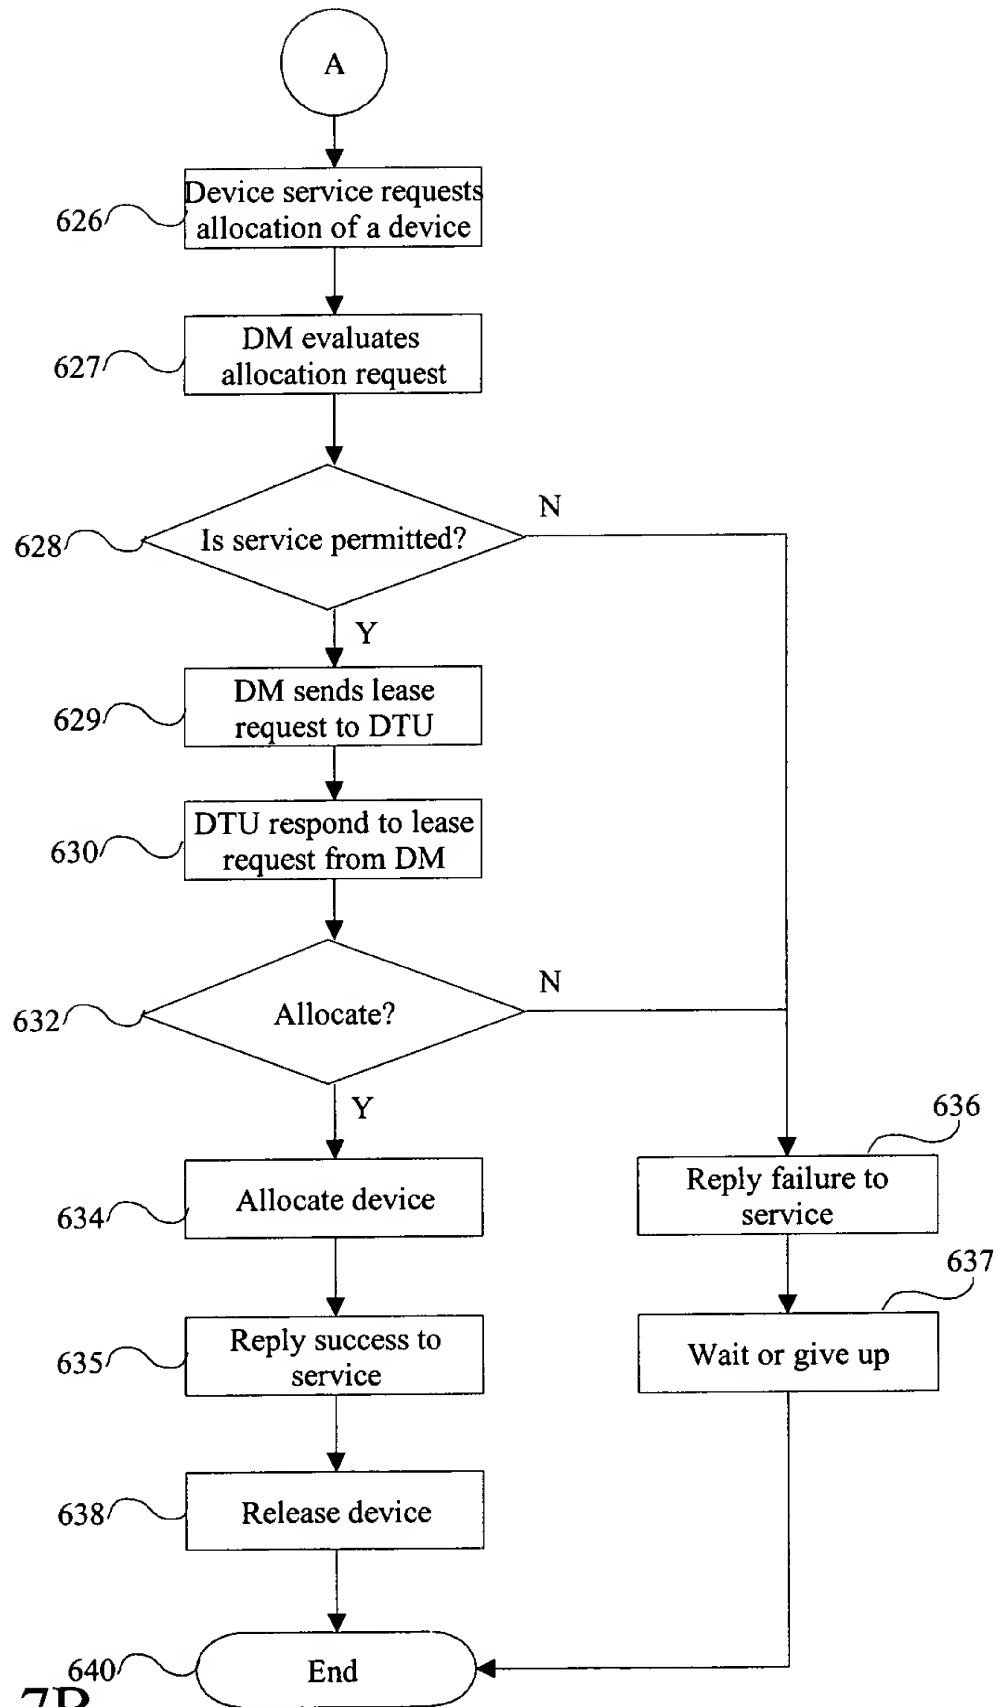 A
Device service requests
allocation of a device
626
DM evaluates
allocation request
627
Is service permitted?
628
N
Y
DM sends lease
request to DTU
629
DTU respond to lease
request from DM
630
Allocate?
632
N
Y
Allocate device
634
Reply failure to
service
636
Reply success to
service
635
Wait or give up
637
Release device
638
End
640
7B